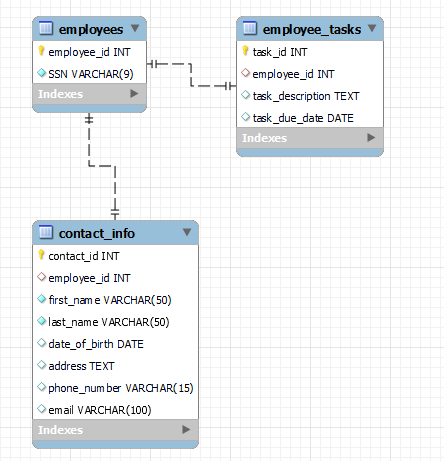 employees
employee_id INT
SSN VARCHAR(9)
Indexes
employee_tasks
task_id INT
employee_id INT
task_description TEXT
task_due_date DATE
Indexes
contact_info
contact_id INT
employee_id INT
first_name VARCHAR(50)
last_name VARCHAR(50)
date_of_birth DATE
address TEXT
phone_number VARCHAR(15)
email VARCHAR(100)
Indexes